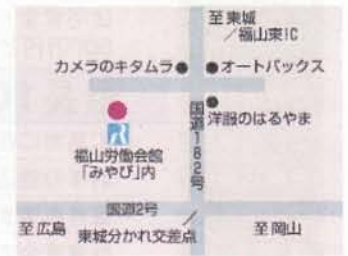 至東城
／福山東IC
カメラのキタムラ●
●オートバックス
●
洋服のはるやま
国道182号
福山労働会館
「みやび」内
国道2号
至広島
東城分かれ交差点
至岡山